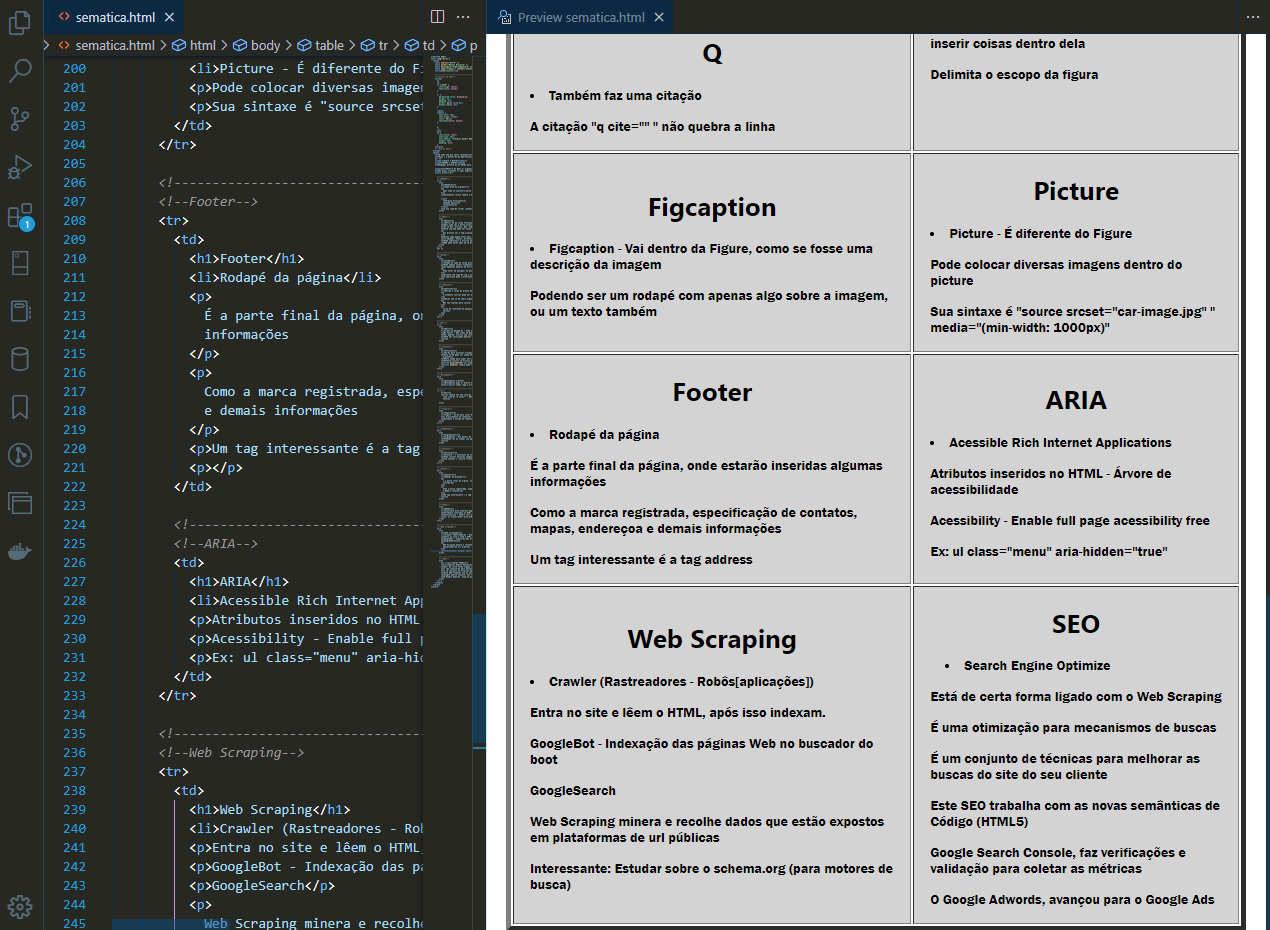 sematica.html
Preview sematica.html
sematica.html > html > body > table > tr > td > p
200 <li>Picture - É diferente do Fi
201 <p>Pode colocar diversas imagen
202 <p>Sua sintaxe é "source srcset
203 </td>
204 </tr>
205
206 <!---------------------------------
207 <!--Footer-->
208 <tr>
209 <td>
210 <h1>Footer</h1>
211 <li>Rodapé da página</li>
212 <p>
213 É a parte final da página, on
214 informações
215 </p>
216 <p>
217 Como a marca registrada, espe
218 e demais informações
219 </p>
220 <p>Um tag interessante é a tag
221 <p></p>
222 </td>
223
224 <!-------------------------------
225 <!--ARIA-->
226 <td>
227 <h1>ARIA</h1>
228 <li>Acessible Rich Internet App
229 <p>Atributos inseridos no HTML
230 <p>Acessibility - Enable full p
231 <p>Ex: ul class="menu" aria-hid
232 </td>
233 </tr>
234
235 <!---------------------------------
236 <!--Web Scraping-->
237 <tr>
238 <td>
239 <h1>Web Scraping</h1>
240 <li>Crawler (Rastreadores - Rob
241 <p>Entra no site e lêem o HTML,
242 <p>GoogleBot - Indexação das pá
243 <p>GoogleSearch</p>
244 <p>
245 Web Scraping minera e recolhe
1
Q
• Também faz uma citação
A citação "q cite="" " não quebra a linha
inserir coisas dentro dela
Delimita o escopo da figura
Figcaption
• Figcaption - Vai dentro da Figure, como se fosse uma
descrição da imagem
Podendo ser um rodapé com apenas algo sobre a imagem,
ou um texto também
Picture
• Picture - É diferente do Figure
Pode colocar diversas imagens dentro do
picture
Sua sintaxe é "source srcset="car-image.jpg" "
media="(min-width: 1000px)"
Footer
• Rodapé da página
É a parte final da página, onde estarão inseridas algumas
informações
Como a marca registrada, especificação de contatos,
mapas, endereçoa e demais informações
Um tag interessante é a tag address
ARIA
• Acessible Rich Internet Applications
Atributos inseridos no HTML - Árvore de
acessibilidade
Acessibility - Enable full page acessibility free
Ex: ul class="menu" aria-hidden="true"
Web Scraping
• Crawler (Rastreadores - Robôs[aplicações])
Entra no site e lêem o HTML, após isso indexam.
GoogleBot - Indexação das páginas Web no buscador do
boot
GoogleSearch
Web Scraping minera e recolhe dados que estão expostos
em plataformas de url públicas
Interessante: Estudar sobre o schema.org (para motores de
busca)
SEO
• Search Engine Optimize
Está de certa forma ligado com o Web Scraping
É uma otimização para mecanismos de buscas
É um conjunto de técnicas para melhorar as
buscas do site do seu cliente
Este SEO trabalha com as novas semânticas de
Código (HTML5)
Google Search Console, faz verificações e
validação para coletar as métricas
O Google Adwords, avançou para o Google Ads